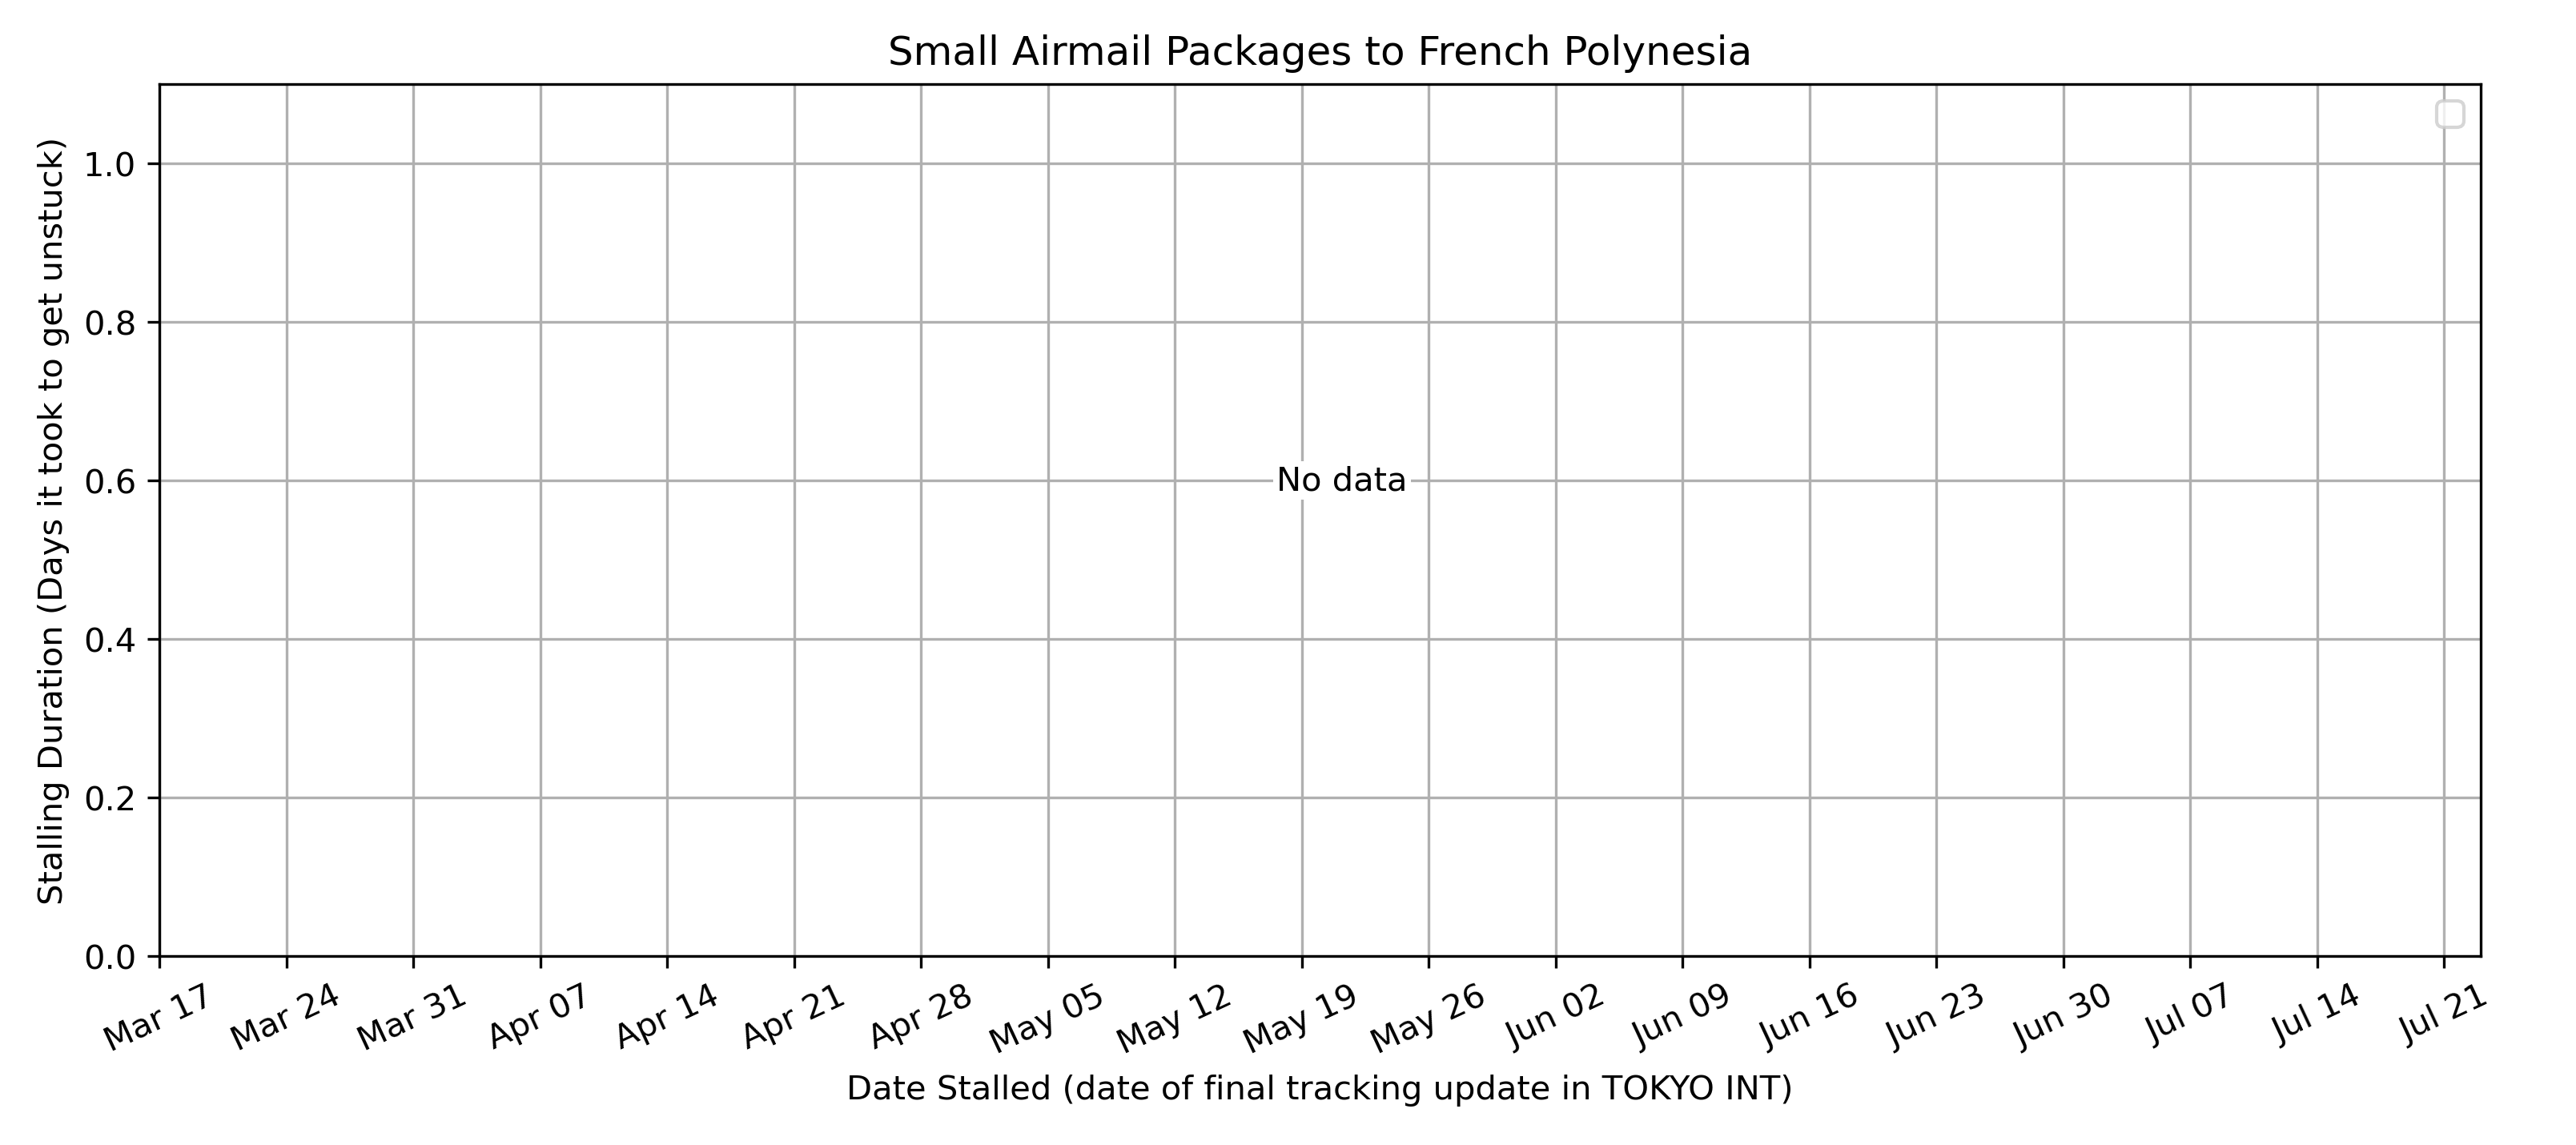 Small Airmail Packages to French Polynesia
Stalling Duration (Days it took to get unstuck)
1.0
0.8
0.6
0.4
0.2
0.0
No data
Mar 17
Mar 24
Mar 31
Apr 07
Apr 14
Apr 21
Apr 28
May 05
May 12
May 19
May 26
Jun 02
Jun 09
Jun 16
Jun 23
Jun 30
Jul 07
Jul 14
Jul 21
Date Stalled (date of final tracking update in TOKYO INT)